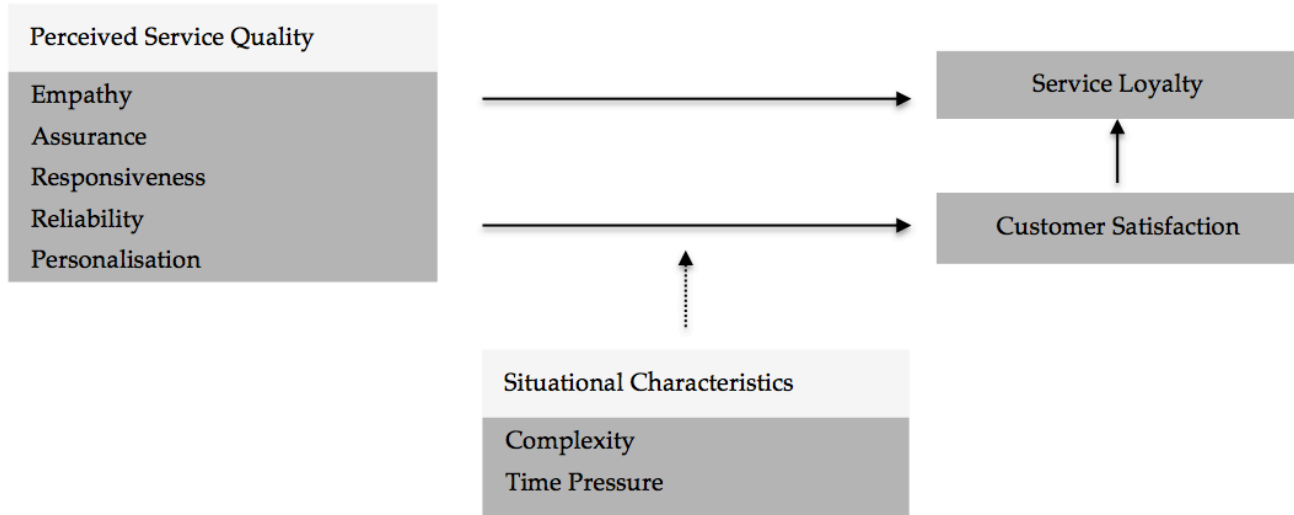 Perceived Service Quality
Empathy
Assurance
Responsiveness
Reliability
Personalisation
Service Loyalty
Customer Satisfaction
Situational Characteristics
Complexity
Time Pressure